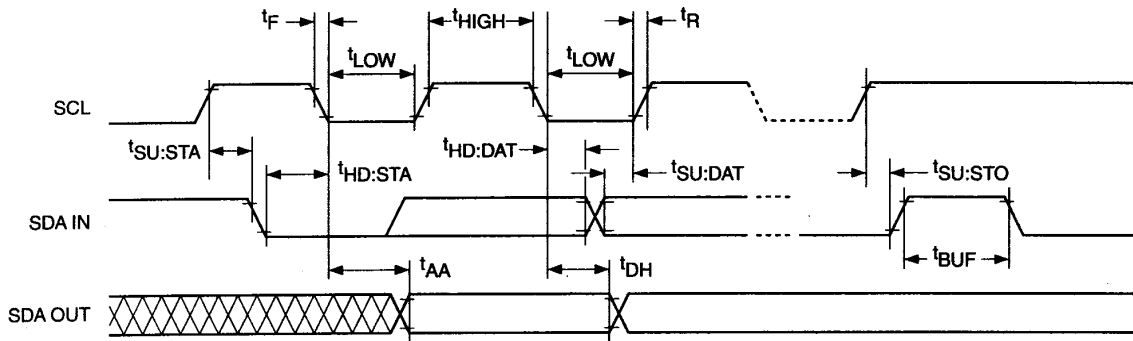 tF
tHIGH
tR
tLOW
tLOW
SCL
tSU:STA
tHD:STA
tHD:DAT
tSU:DAT
tSU:STO
SDA IN
tBUF
tAA
tDH
SDA OUT